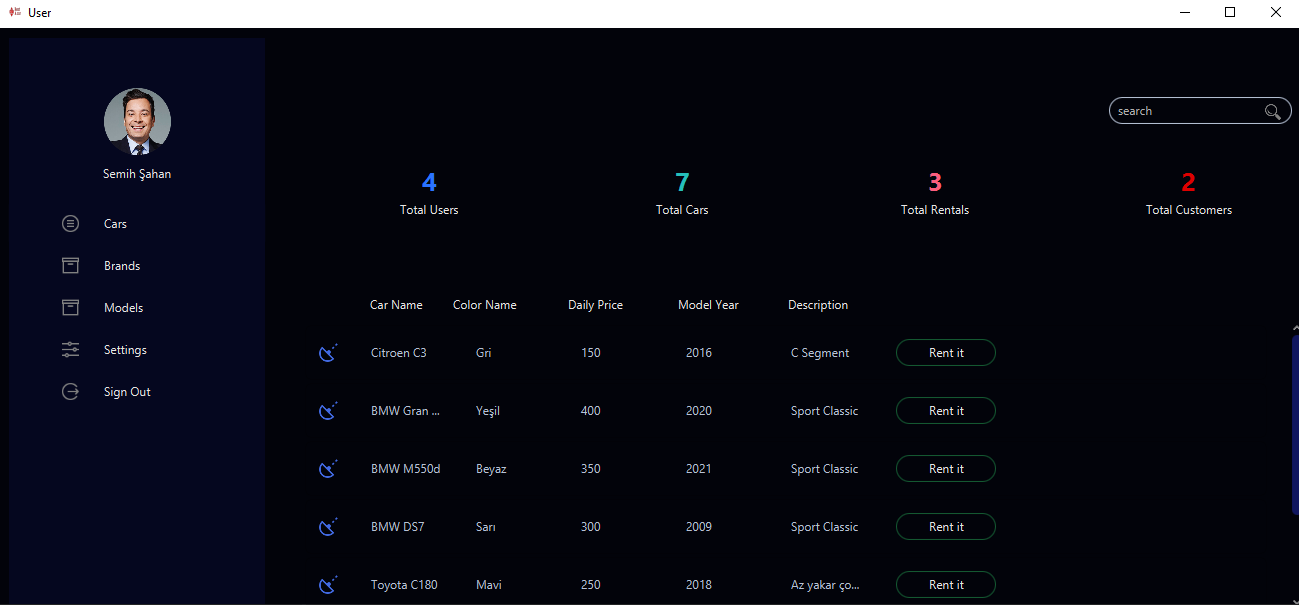 User
search
Semih Şahan
4
7
3
2
Total Users
Total Cars
Total Rentals
Total Customers
Cars
Brands
Models
Settings
Sign Out
Car Name Color Name Daily Price Model Year Description
Citroen C3 Gri 150 2016 C Segment Rent it
BMW Gran ... Yeşil 400 2020 Sport Classic Rent it
BMW M550d Beyaz 350 2021 Sport Classic Rent it
BMW DS7 Sarı 300 2009 Sport Classic Rent it
Toyota C180 Mavi 250 2018 Az yakar ço... Rent it